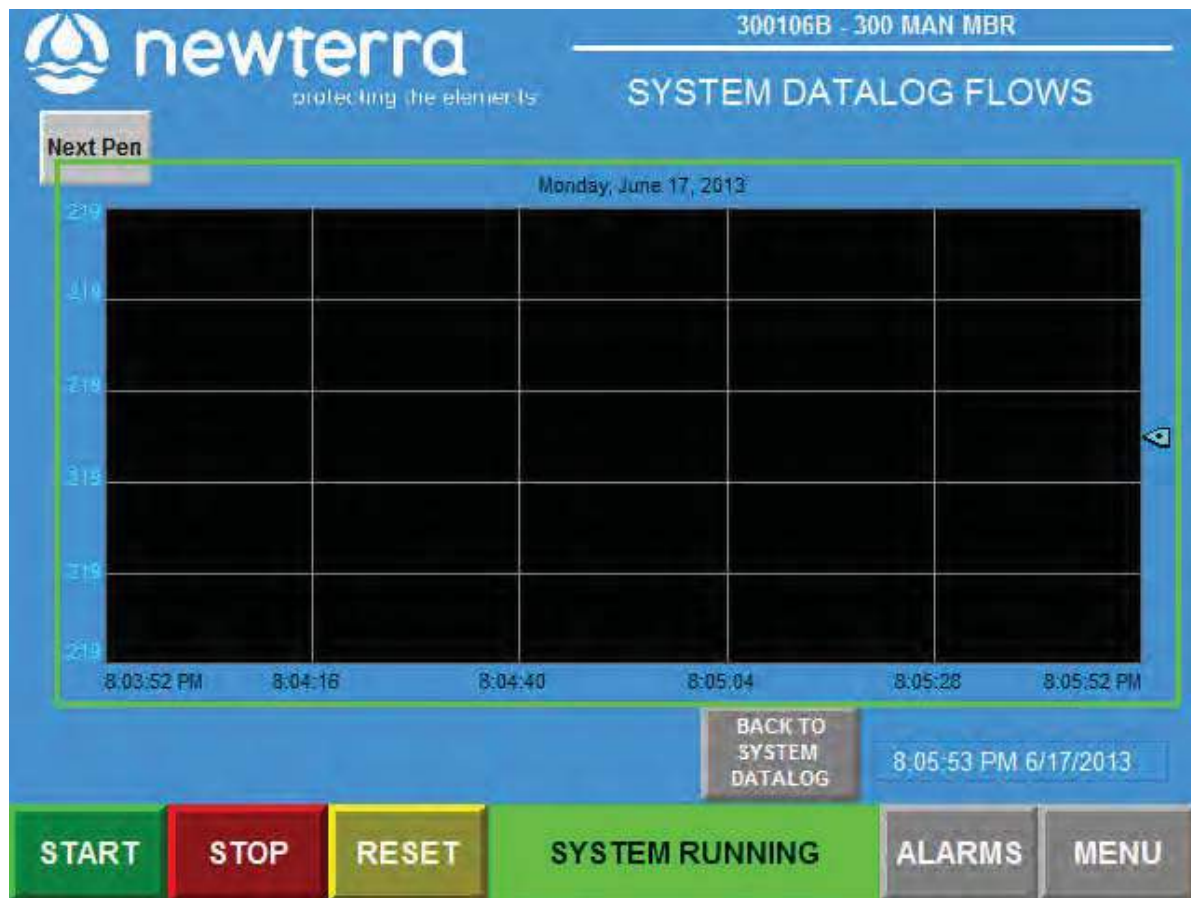 newterra
protecting the elements
300106B - 300 MAN MBR
SYSTEM DATALOG FLOWS
Next Pen
Monday, June 17, 2013
219
219
219
219
219
219
8:03:52 PM 8:04:16 8:04:40 8:05:04 8:05:28 8:05:52 PM
BACK TO
SYSTEM
DATALOG
8:05:53 PM 6/17/2013
START STOP RESET SYSTEM RUNNING ALARMS MENU